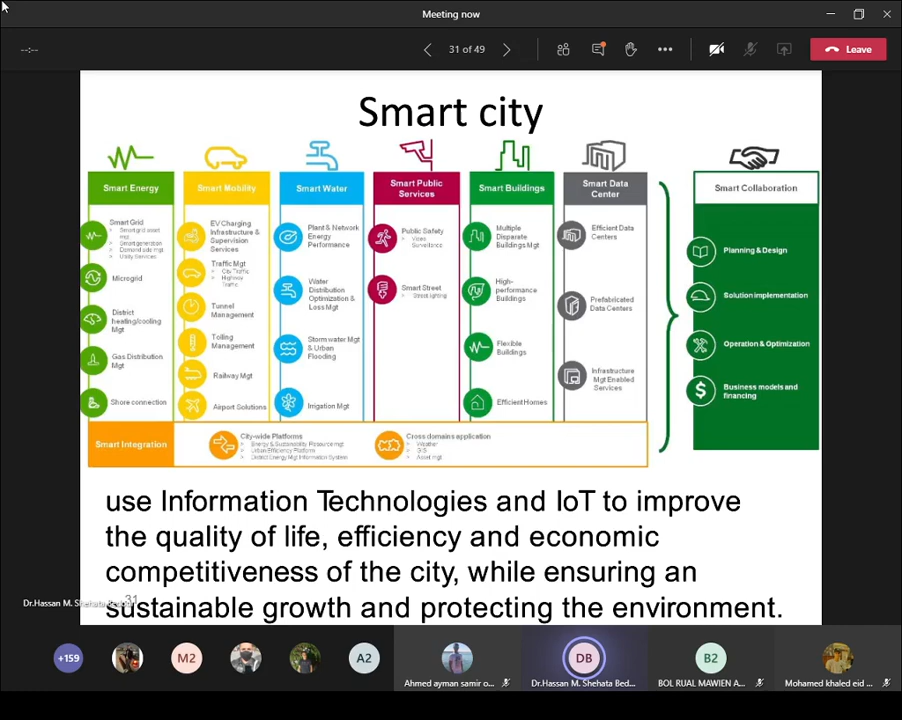 Meeting now
--:--
31 of 49
Leave
Smart city
Smart Energy
Smart Mobility
Smart Water
Smart Public
Services
Smart Buildings
Smart Data
Center
Smart Collaboration
Smart Grid
> Smart grid asset
mgt
> Smart generation
> Demand side mgt
> Utility Services
Microgrid
District
heating/cooling
Mgt
Gas Distribution
Mgt
Shore connection
EV Charging
Infrastructure &
Supervision
Services
Traffic Mgt
> City Traffic
> Highway
Traffic
Tunnel
Management
Tolling
Management
Railway Mgt
Airport Solutions
Plant & Network
Energy
Performance
Water
Distribution
Optimization &
Loss Mgt
Storm water Mgt
& Urban
Flooding
Irrigation Mgt
Public Safety
> Video
Surveillance
Smart Street
> Street lighting
Multiple
Disparate
Buildings Mgt
High-
performance
Buildings
Flexible
Buildings
Efficient Homes
Efficient Data
Centers
Prefabricated
Data Centers
Infrastructure
Mgt Enabled
Services
Planning & Design
Solution implementation
Operation & Optimization
$
Business models and
financing
Smart Integration
City-wide Platforms
> Energy & Sustainability Resource mgt
> Urban Efficiency Platform
> District Energy Mgt Information System
Cross domains application
> Weather
> GIS
> Asset mgt
use Information Technologies and IoT to improve
the quality of life, efficiency and economic
competitiveness of the city, while ensuring an
sustainable growth and protecting the environment.
31
Dr.Hassan M. Shehata
+159
M2
A2
Ahmed ayman samir o...
DB
Dr.Hassan M. Shehata Bed...
B2
BOL RUAL MAWIEN A...
Mohamed khaled eid ...